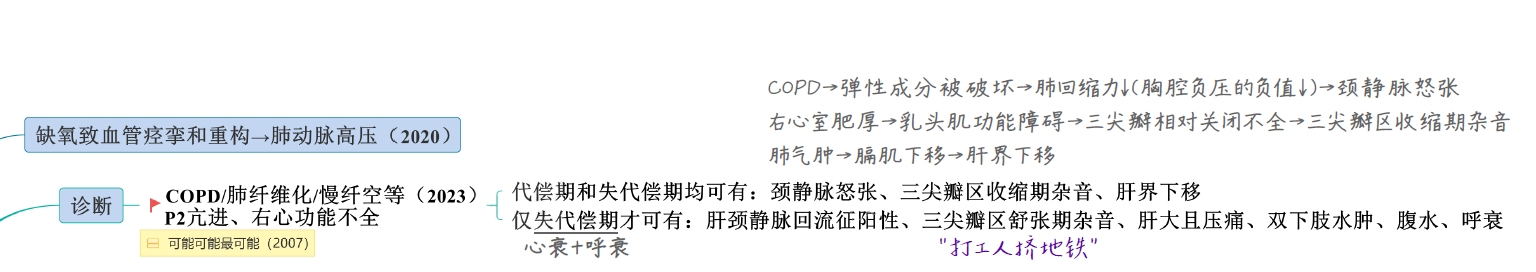 COPD→弹性成分被破坏→肺回缩力↓(胸腔负压的负值↓)→颈静脉怒张
右心室肥厚→乳头肌功能障碍→三尖瓣相对关闭不全→三尖瓣区收缩期杂音
肺气肿→膈肌下移→肝界下移
缺氧致血管痉挛和重构→肺动脉高压（2020）
诊断
COPD/肺纤维化/慢纤空等（2023）
P2亢进、右心功能不全
可能可能最可能（2007）
代偿期和失代偿期均可有：颈静脉怒张、三尖瓣区收缩期杂音、肝界下移
仅失代偿期才可有：肝颈静脉回流征阳性、三尖瓣区舒张期杂音、肝大且压痛、双下肢水肿、腹水、呼衰
心衰+呼衰
"打工人挤地铁"